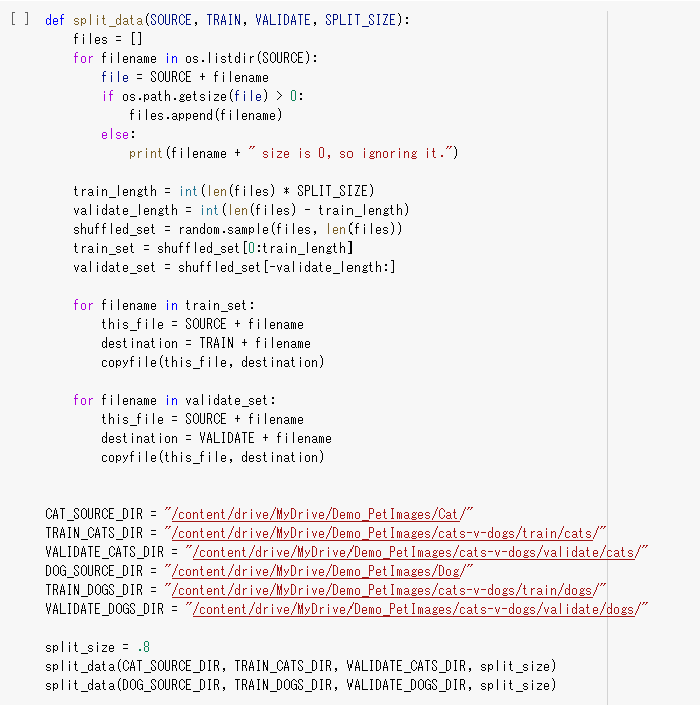 [ ] def split_data(SOURCE, TRAIN, VALIDATE, SPLIT_SIZE):
    files = []
    for filename in os.listdir(SOURCE):
        file = SOURCE + filename
        if os.path.getsize(file) > 0:
            files.append(filename)
        else:
            print(filename + " size is 0, so ignoring it.")

    train_length = int(len(files) * SPLIT_SIZE)
    validate_length = int(len(files) - train_length)
    shuffled_set = random.sample(files, len(files))
    train_set = shuffled_set[0:train_length]
    validate_set = shuffled_set[-validate_length:]

    for filename in train_set:
        this_file = SOURCE + filename
        destination = TRAIN + filename
        copyfile(this_file, destination)

    for filename in validate_set:
        this_file = SOURCE + filename
        destination = VALIDATE + filename
        copyfile(this_file, destination)


CAT_SOURCE_DIR = "/content/drive/MyDrive/Demo_PetImages/Cat/"
TRAIN_CATS_DIR = "/content/drive/MyDrive/Demo_PetImages/cats-v-dogs/train/cats/"
VALIDATE_CATS_DIR = "/content/drive/MyDrive/Demo_PetImages/cats-v-dogs/validate/cats/"
DOG_SOURCE_DIR = "/content/drive/MyDrive/Demo_PetImages/Dog/"
TRAIN_DOGS_DIR = "/content/drive/MyDrive/Demo_PetImages/cats-v-dogs/train/dogs/"
VALIDATE_DOGS_DIR = "/content/drive/MyDrive/Demo_PetImages/cats-v-dogs/validate/dogs/"

split_size = .8
split_data(CAT_SOURCE_DIR, TRAIN_CATS_DIR, VALIDATE_CATS_DIR, split_size)
split_data(DOG_SOURCE_DIR, TRAIN_DOGS_DIR, VALIDATE_DOGS_DIR, split_size)